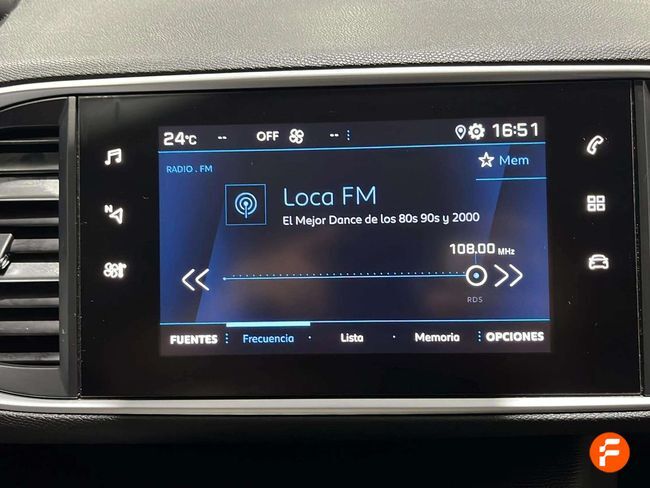 24°C -- OFF -- 16:51
RADIO . FM
Mem
Loca FM
El Mejor Dance de los 80s 90s y 2000
108.00 MHz
RDS
FUENTES Frecuencia Lista Memoria OPCIONES
N